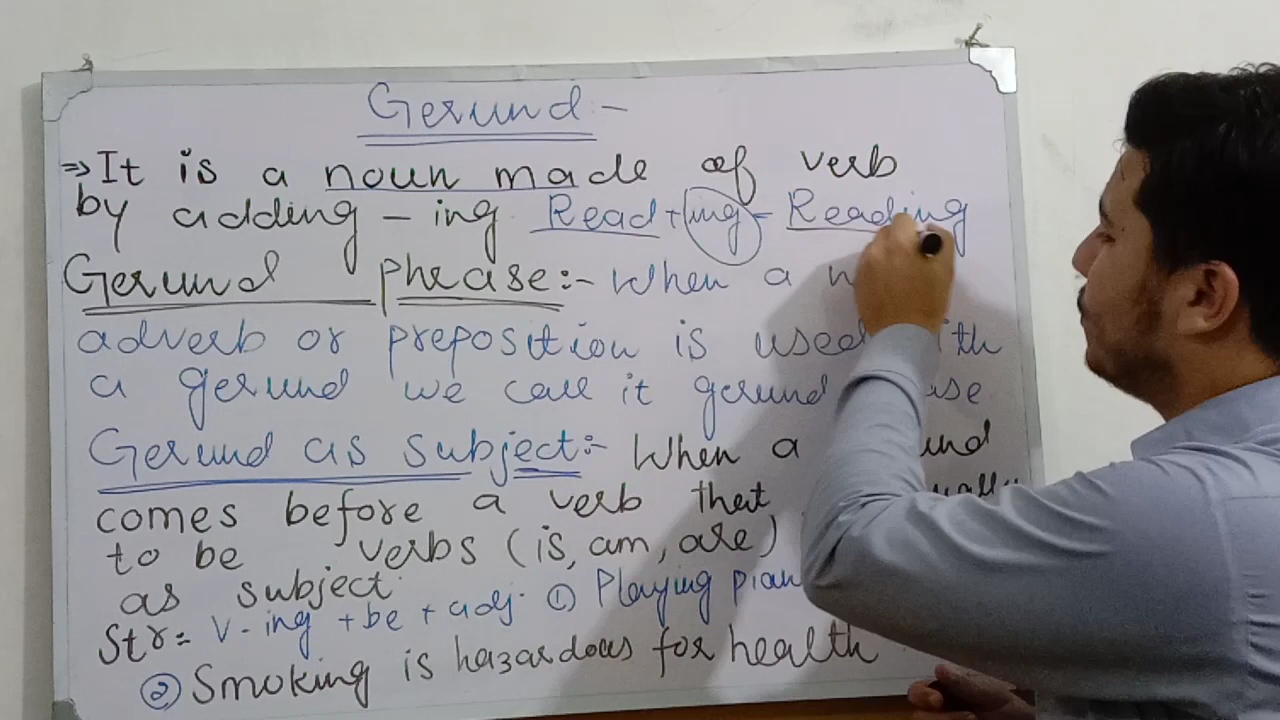 Gerund:-
⇒ It is a noun made of verb
by adding - ing Read + ing = Reading
Gerund phrase:- When a
adverb or preposition is used with
a gerund we call it gerund
Gerund as subject:- When a
comes before a verb that
to be verbs (is, am, are)
as subject.
Str= V-ing + be + adj. ① Playing
② Smoking is hazardous for health